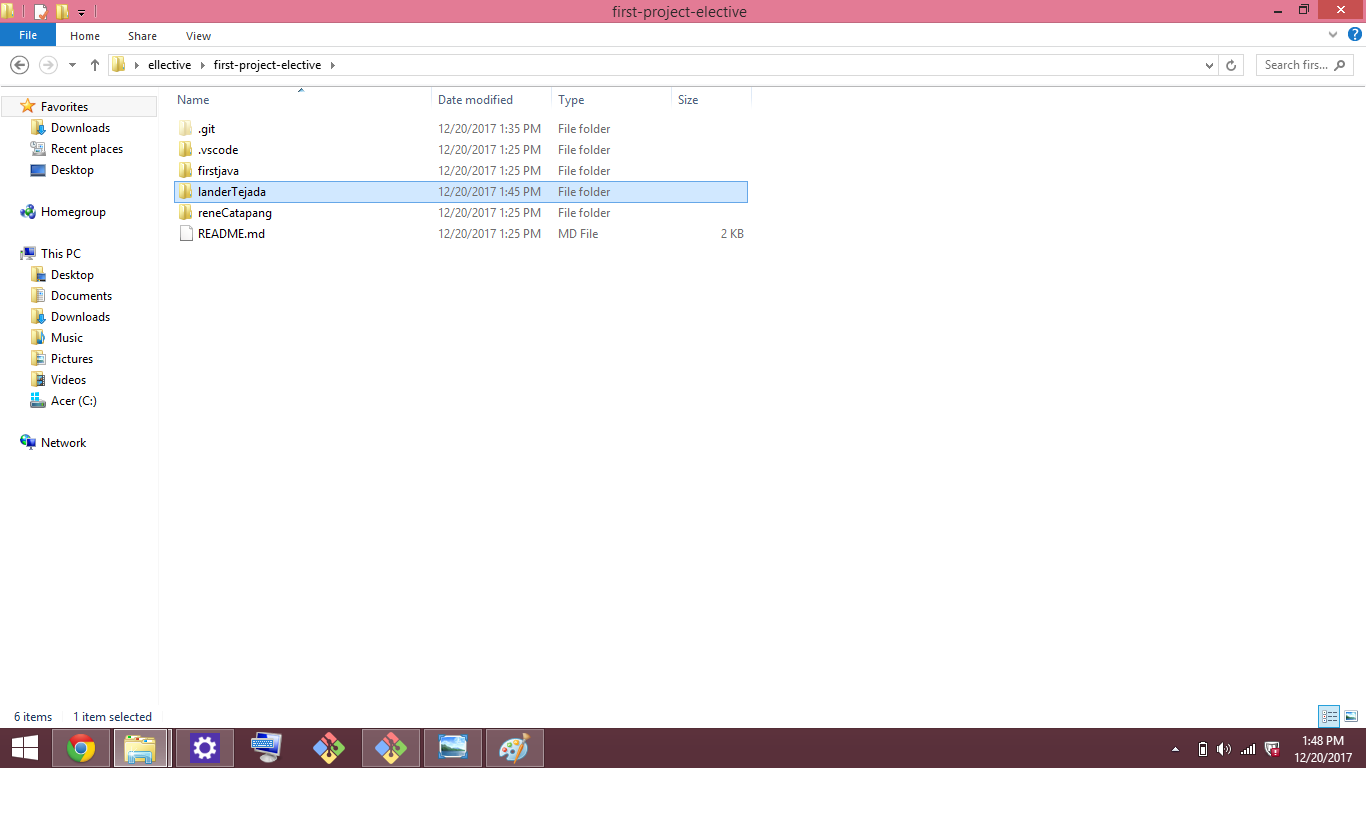 first-project-elective
File Home Share View
ellective first-project-elective Search firs...
Name Date modified Type Size
Favorites
Downloads
Recent places
Desktop
Homegroup
This PC
Desktop
Documents
Downloads
Music
Pictures
Videos
Acer (C:)
Network
.git 12/20/2017 1:35 PM File folder
.vscode 12/20/2017 1:25 PM File folder
firstjava 12/20/2017 1:25 PM File folder
landerTejada 12/20/2017 1:45 PM File folder
reneCatapang 12/20/2017 1:25 PM File folder
README.md 12/20/2017 1:25 PM MD File 2 KB
6 items 1 item selected
1:48 PM
12/20/2017